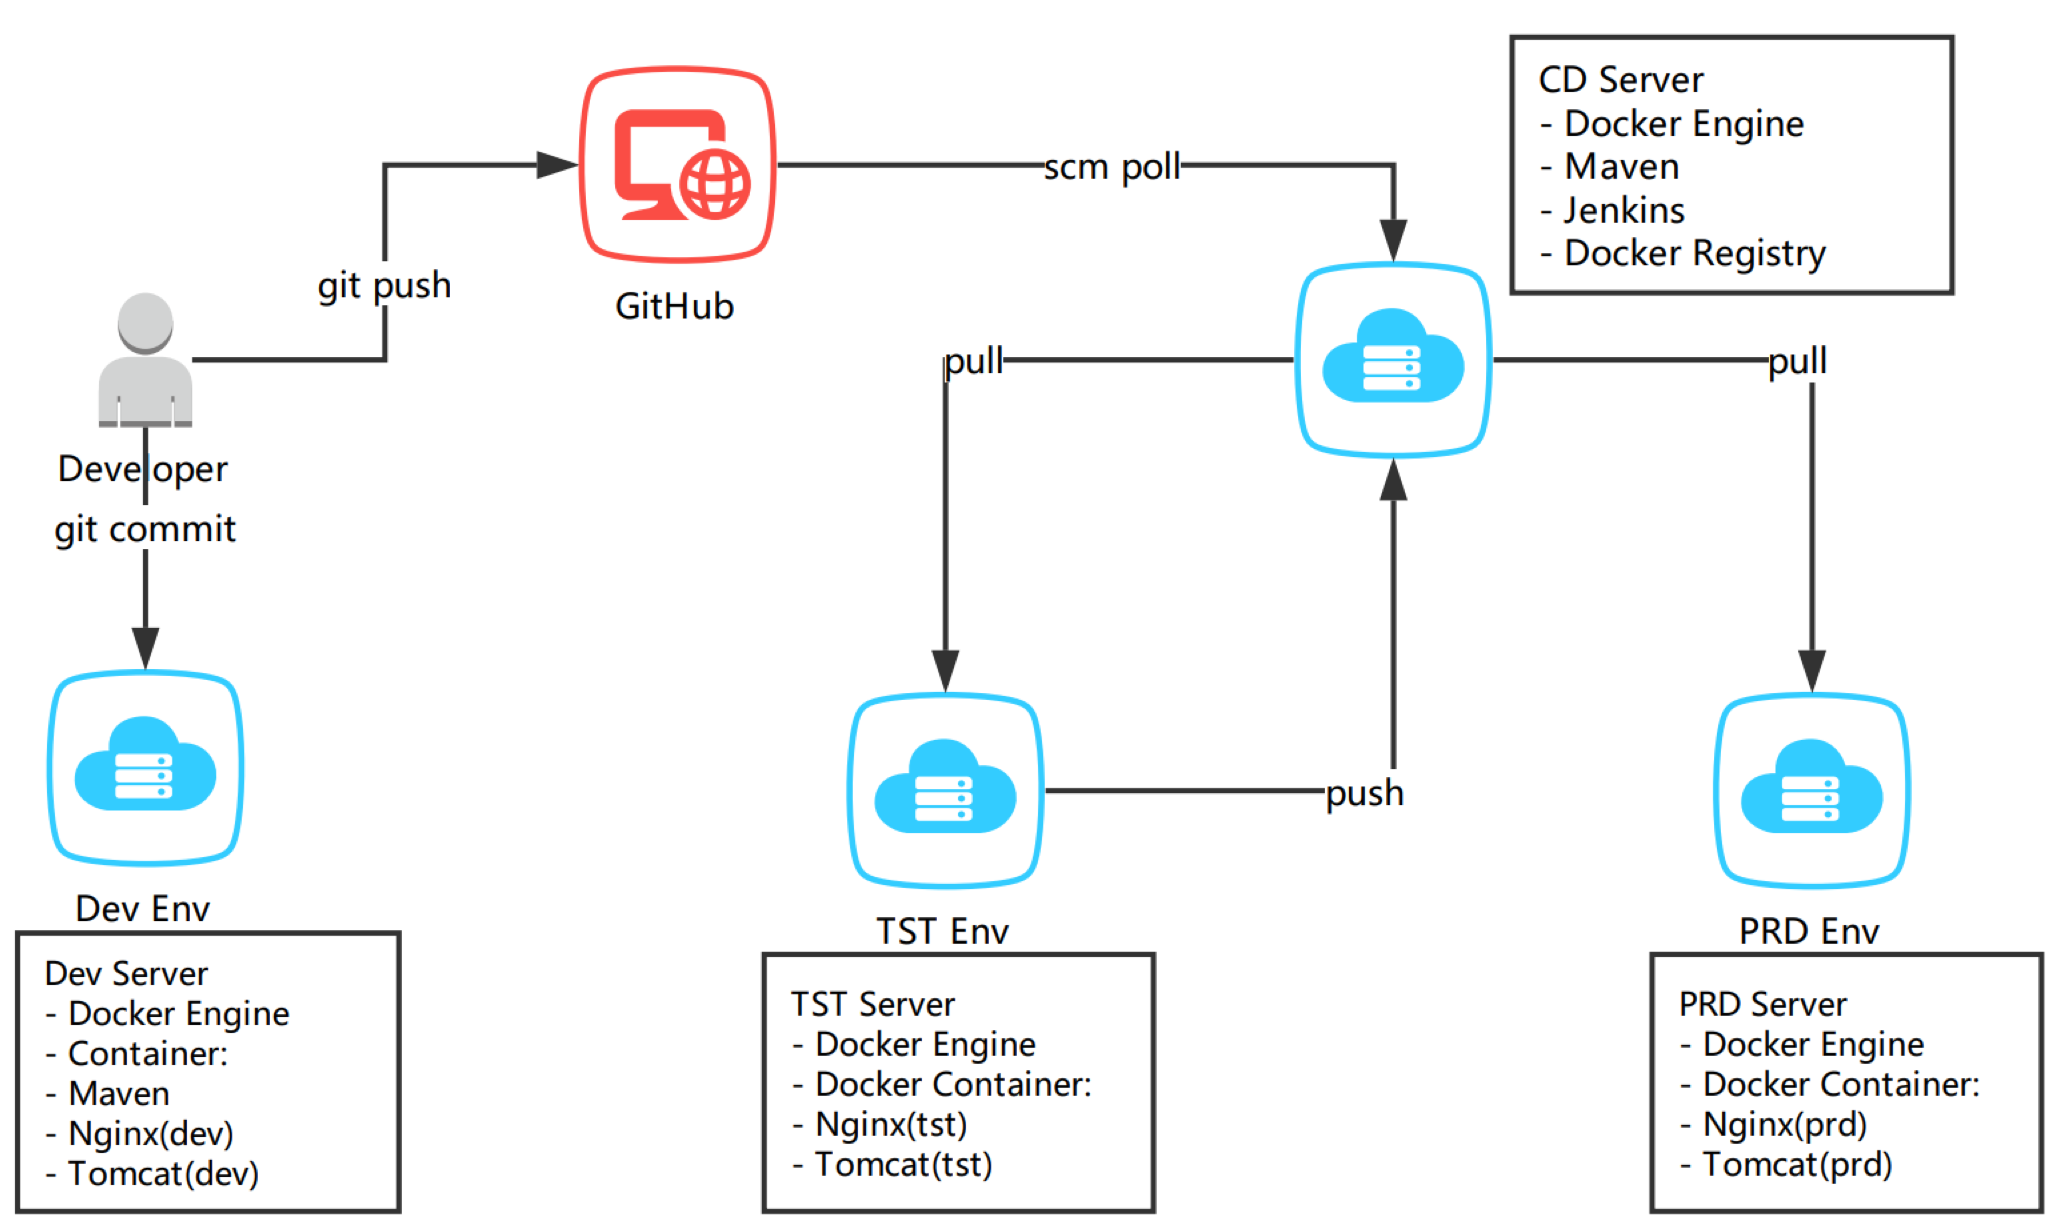 CD Server
- Docker Engine
- Maven
- Jenkins
- Docker Registry
scm poll
git push
GitHub
pull
pull
Developer
git commit
push
Dev Env
Dev Server
- Docker Engine
- Container:
- Maven
- Nginx(dev)
- Tomcat(dev)
TST Env
TST Server
- Docker Engine
- Docker Container:
- Nginx(tst)
- Tomcat(tst)
PRD Env
PRD Server
- Docker Engine
- Docker Container:
- Nginx(prd)
- Tomcat(prd)